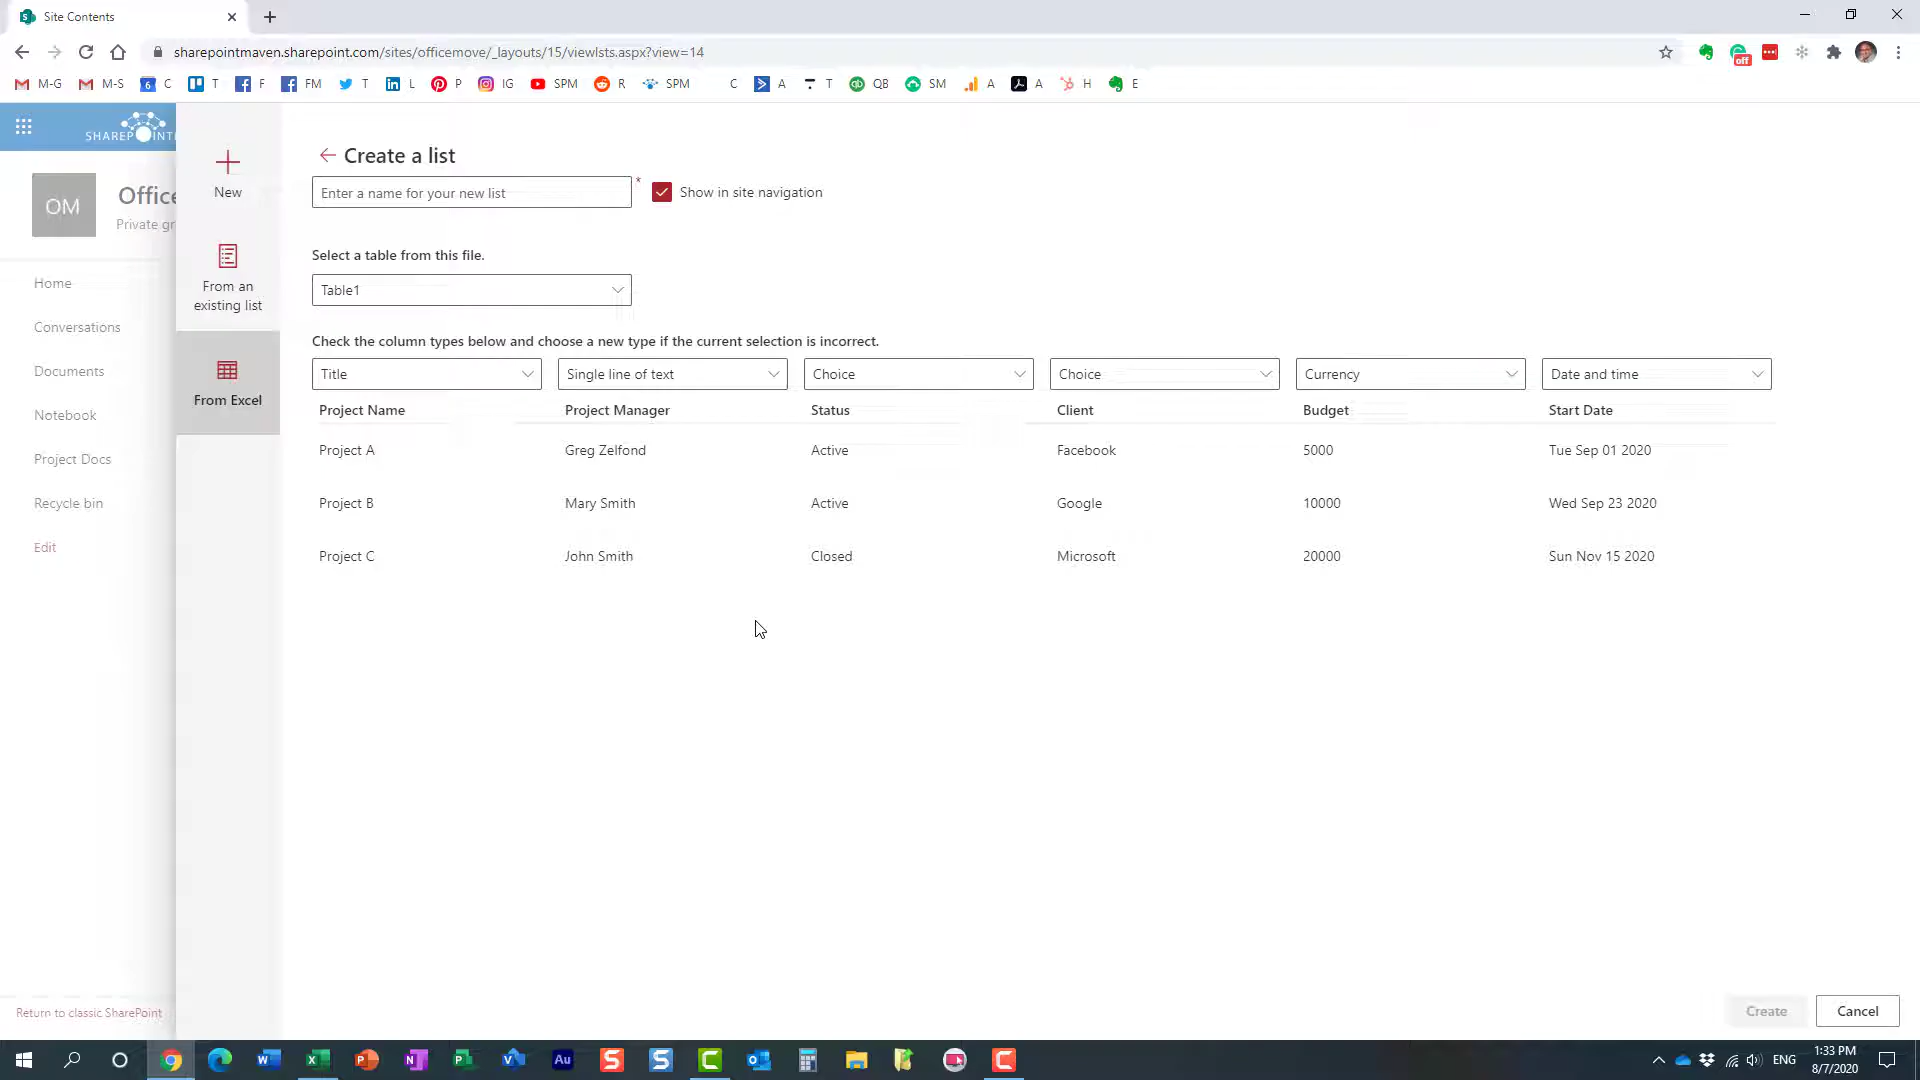 Site Contents
sharepointmaven.sharepoint.com/sites/officemove/_layouts/15/viewlsts.aspx?view=14
off
M-G M-S 6 C T F FM T L P IG SPM R SPM C A T QB SM A A H E
SHAREPOINT
OM
Office
Private gr
Home
Conversations
Documents
Notebook
Project Docs
Recycle bin
Edit
Return to classic SharePoint
New
From an
existing list
From Excel
Create a list
Enter a name for your new list *
Show in site navigation
Select a table from this file.
Table1
Check the column types below and choose a new type if the current selection is incorrect.
Title Single line of text Choice Choice Currency Date and time
Project Name Project Manager Status Client Budget Start Date
Project A Greg Zelfond Active Facebook 5000 Tue Sep 01 2020
Project B Mary Smith Active Google 10000 Wed Sep 23 2020
Project C John Smith Closed Microsoft 20000 Sun Nov 15 2020
Create Cancel
ENG
1:33 PM
8/7/2020